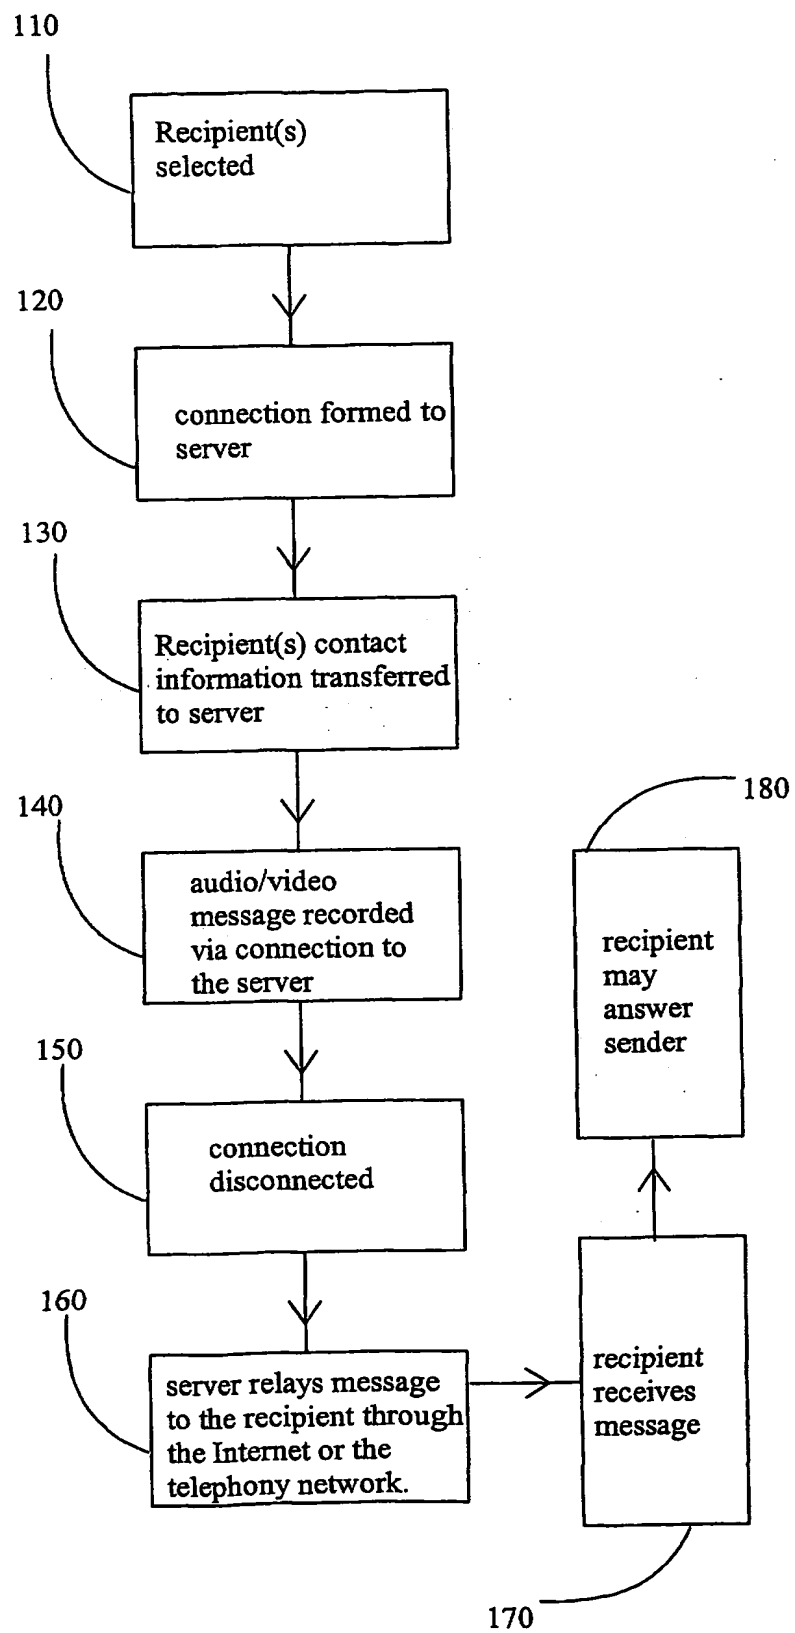 110
Recipient(s)
selected
120
connection formed to
server
130
Recipient(s) contact
information transferred
to server
140
audio/video
message recorded
via connection to
the server
150
connection
disconnected
160
server relays message
to the recipient through
the Internet or the
telephony network.
170
recipient
receives
message
180
recipient
may
answer
sender